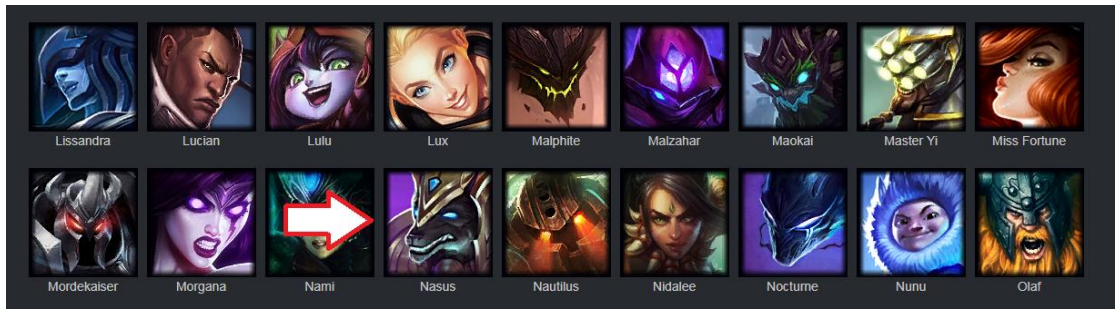 Lissandra Lucian Lulu Lux Malphite Malzahar Maokai Master Yi Miss Fortune
Mordekaiser Morgana Nami Nasus Nautilus Nidalee Nocturne Nunu Olaf